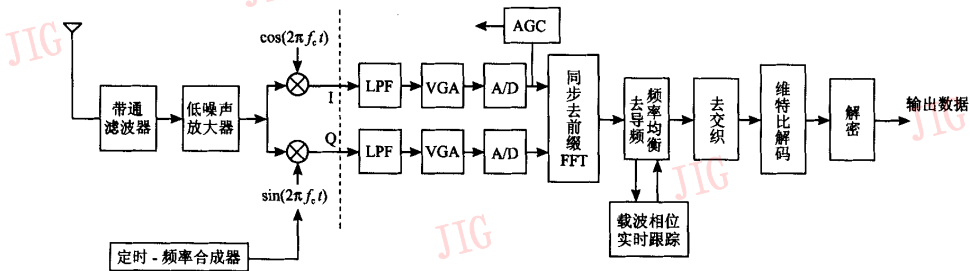 JIG
JIG
AGC
cos(2πf_c t)
I
LPF
VGA
A/D
带通
滤波器
低噪声
放大器
Q
LPF
VGA
A/D
sin(2πf_c t)
定时-频率合成器
同步去前缀
FFT
去导频
频率均衡
载波相位
实时跟踪
去交织
维特比解码
解密
输出数据
JIG
JIG
JIG